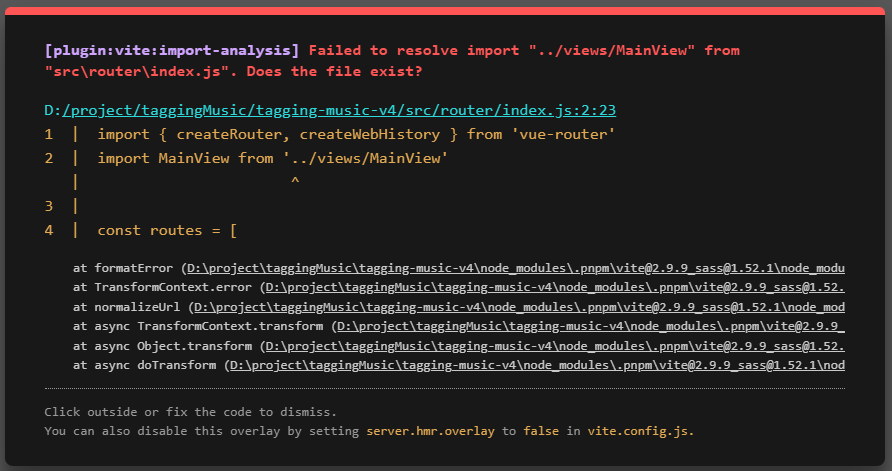 [plugin:vite:import-analysis] Failed to resolve import "../views/MainView" from
"src\router\index.js". Does the file exist?
D:/project/taggingMusic/tagging-music-v4/src/router/index.js:2:23
1 | import { createRouter, createWebHistory } from 'vue-router'
2 | import MainView from '../views/MainView'
| ^
3 |
4 | const routes = [
at formatError (D:\project\taggingMusic\tagging-music-v4\node_modules\.pnpm\vite@2.9.9_sass@1.52.1\node_modu
at TransformContext.error (D:\project\taggingMusic\tagging-music-v4\node_modules\.pnpm\vite@2.9.9_sass@1.52.
at normalizeUrl (D:\project\taggingMusic\tagging-music-v4\node_modules\.pnpm\vite@2.9.9_sass@1.52.1\node_mod
at async TransformContext.transform (D:\project\taggingMusic\tagging-music-v4\node_modules\.pnpm\vite@2.9.9_
at async Object.transform (D:\project\taggingMusic\tagging-music-v4\node_modules\.pnpm\vite@2.9.9_sass@1.52.
at async doTransform (D:\project\taggingMusic\tagging-music-v4\node_modules\.pnpm\vite@2.9.9_sass@1.52.1\nod
Click outside or fix the code to dismiss.
You can also disable this overlay by setting server.hmr.overlay to false in vite.config.js.